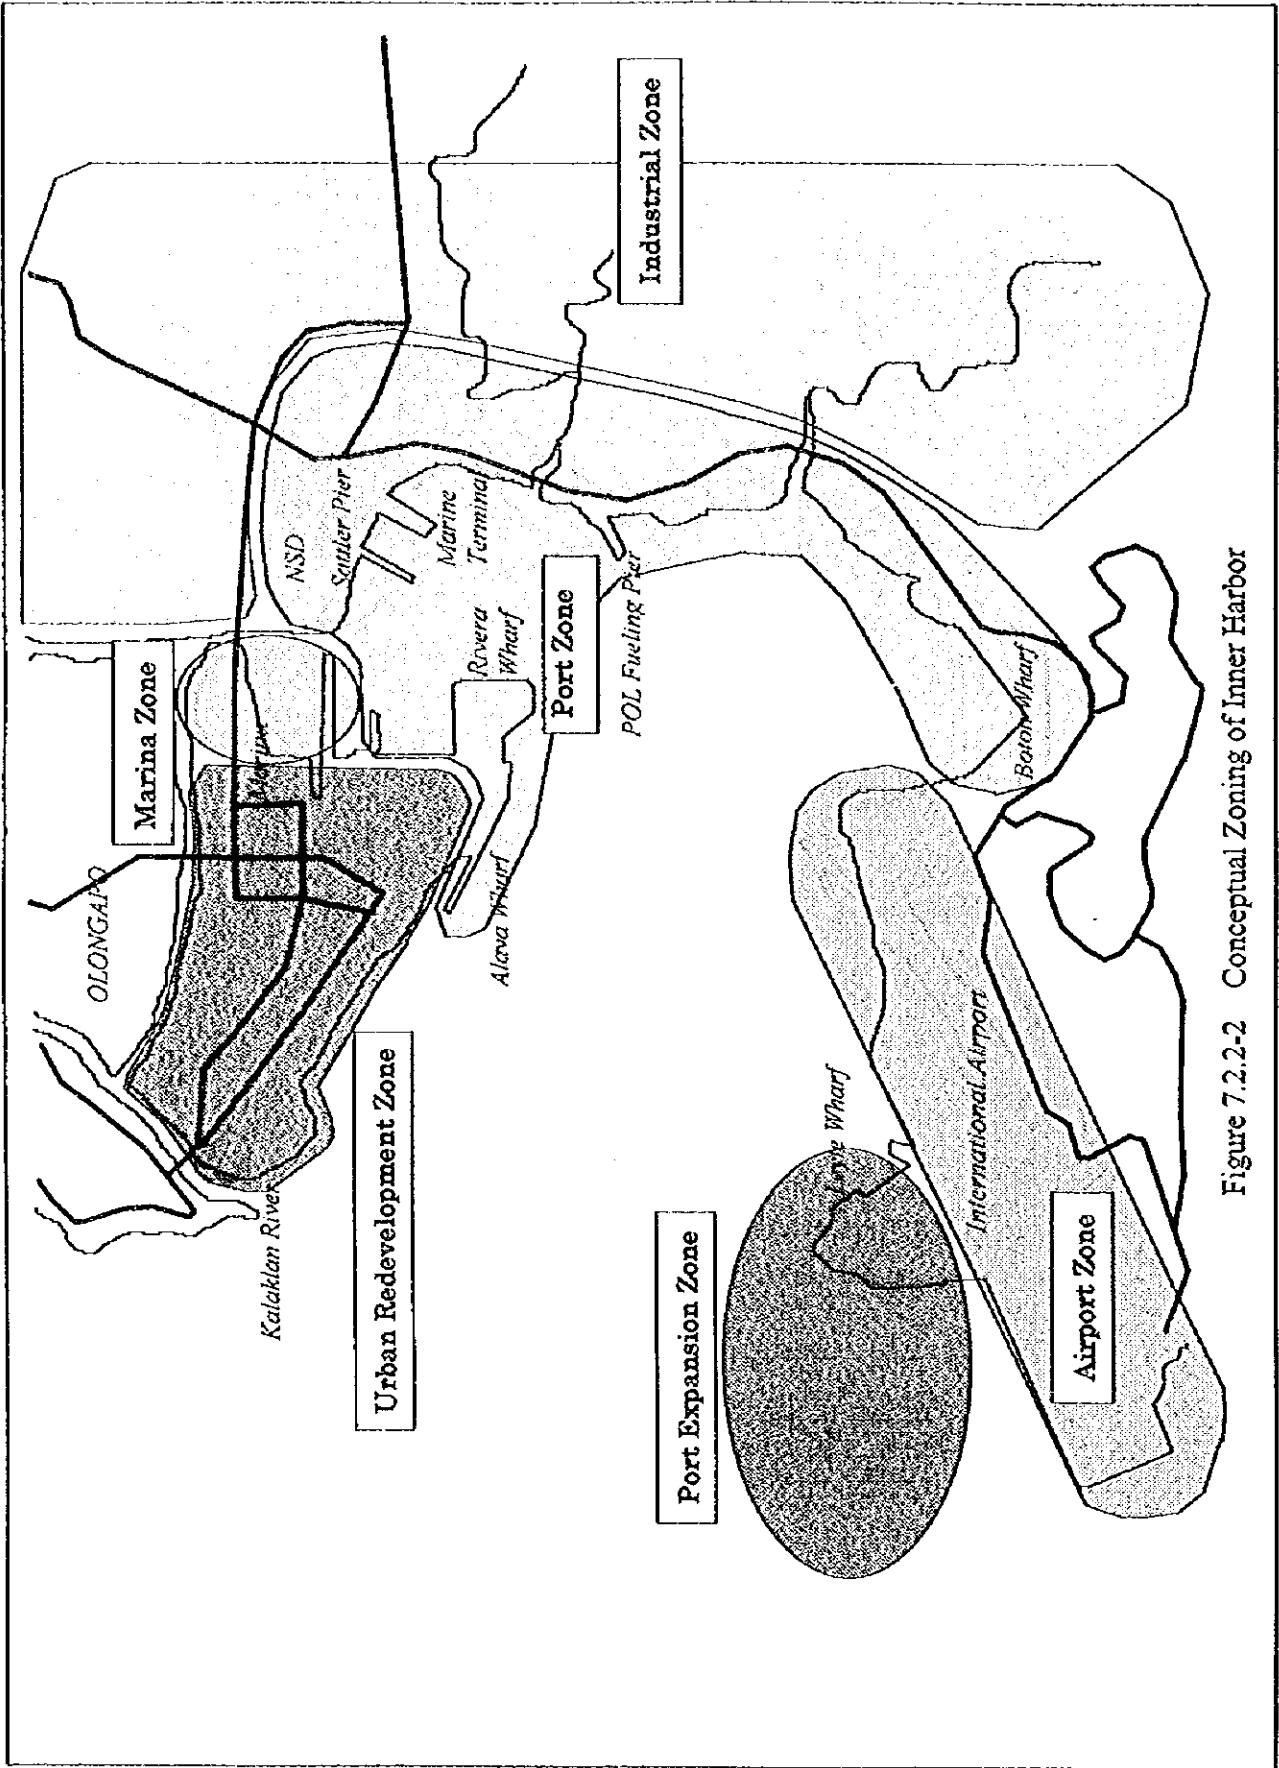 OLONGAPO
Marina Zone
Marina
Kalaklan River
Urban Redevelopment Zone
NSD
Sattler Pier
Marine
Terminal
Rivera
Wharf
Alava Wharf
Port Zone
POL Fueling Pier
Industrial Zone
Port Expansion Zone
Wharf
International Airport
Airport Zone
Boton Wharf
Figure 7.2.2-2 Conceptual Zoning of Inner Harbor